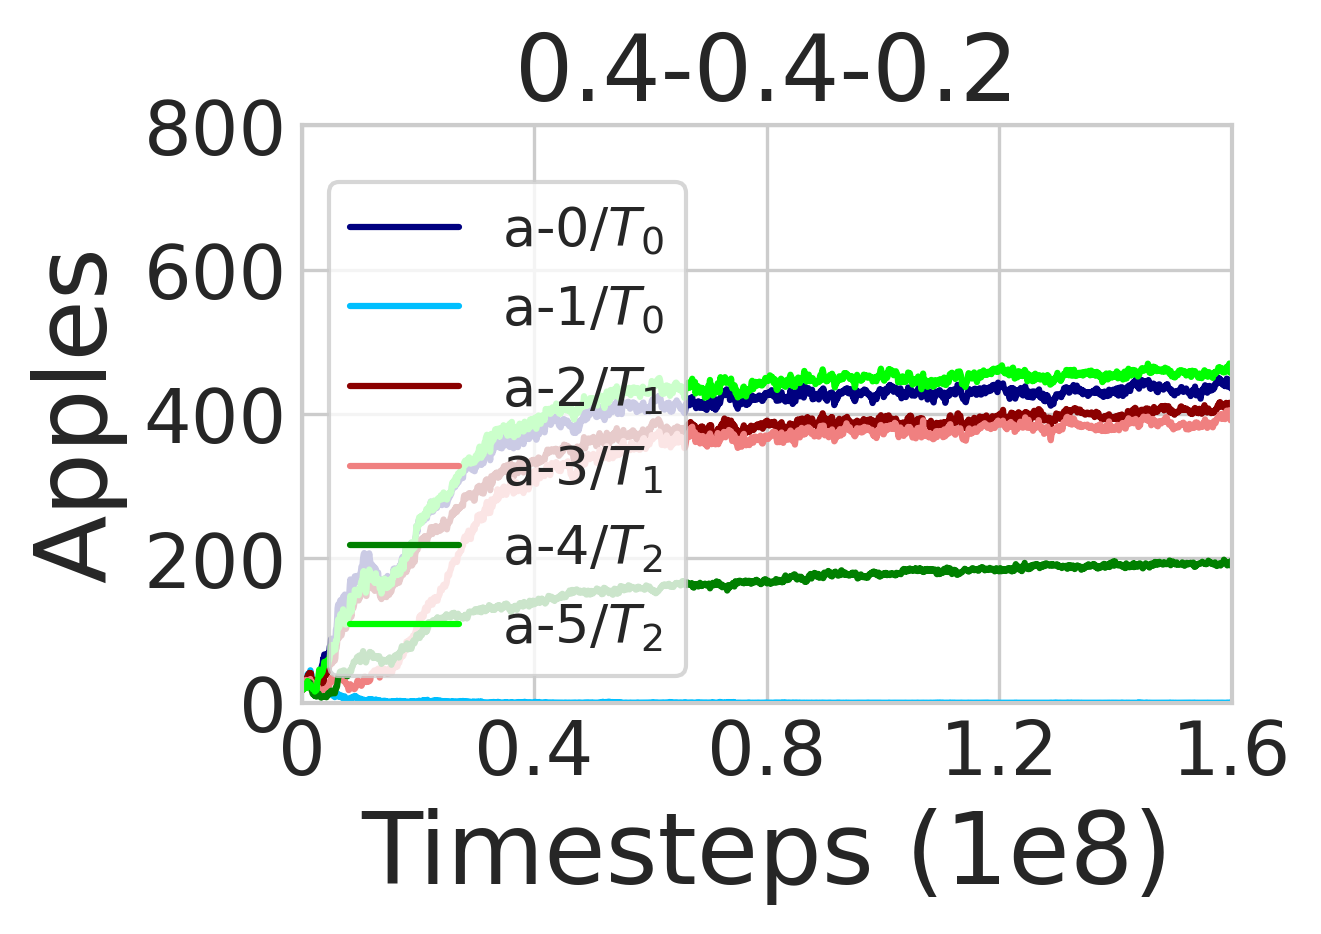 0.4-0.4-0.2
Apples
800
600
400
200
0
a-0/T₀
a-1/T₀
a-2/T₁
a-3/T₁
a-4/T₂
a-5/T₂
0 0.4 0.8 1.2 1.6
Timesteps (1e8)